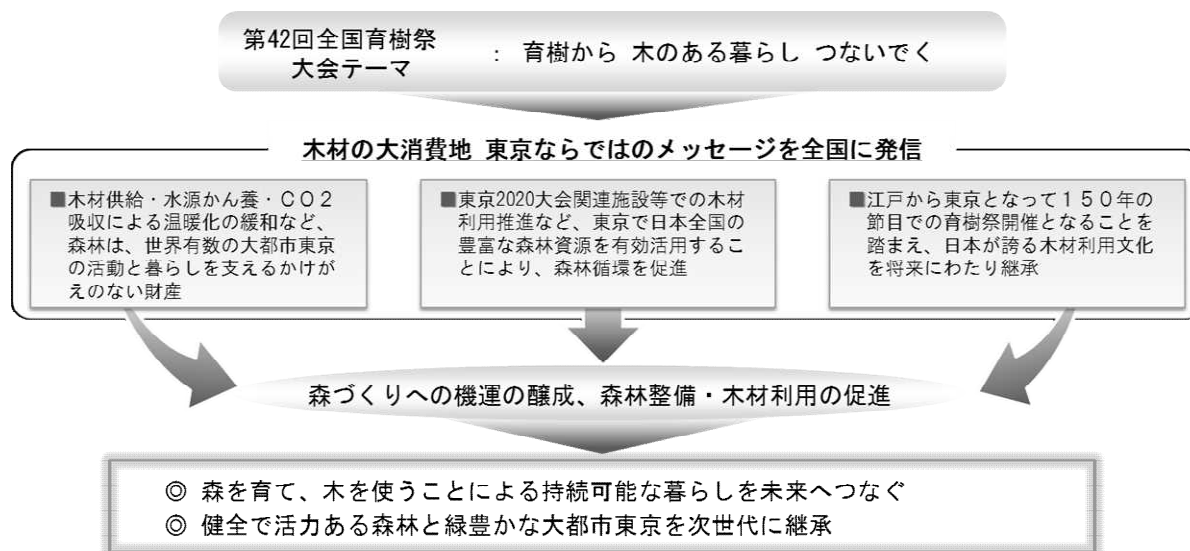 第42回全国育樹祭
大会テーマ : 育樹から 木のある暮らし つないでく
木材の大消費地 東京ならではのメッセージを全国に発信
■木材供給・水源かん養・ＣＯ２
吸収による温暖化の緩和など、
森林は、世界有数の大都市東京
の活動と暮らしを支えるかけが
えのない財産
■東京2020大会関連施設等での木材
利用推進など、東京で日本全国の
豊富な森林資源を有効活用するこ
とにより、森林循環を促進
■江戸から東京となって１５０年の
節目での育樹祭開催となることを
踏まえ、日本が誇る木材利用文化
を将来にわたり継承
森づくりへの機運の醸成、森林整備・木材利用の促進
◎ 森を育て、木を使うことによる持続可能な暮らしを未来へつなぐ
◎ 健全で活力ある森林と緑豊かな大都市東京を次世代に継承